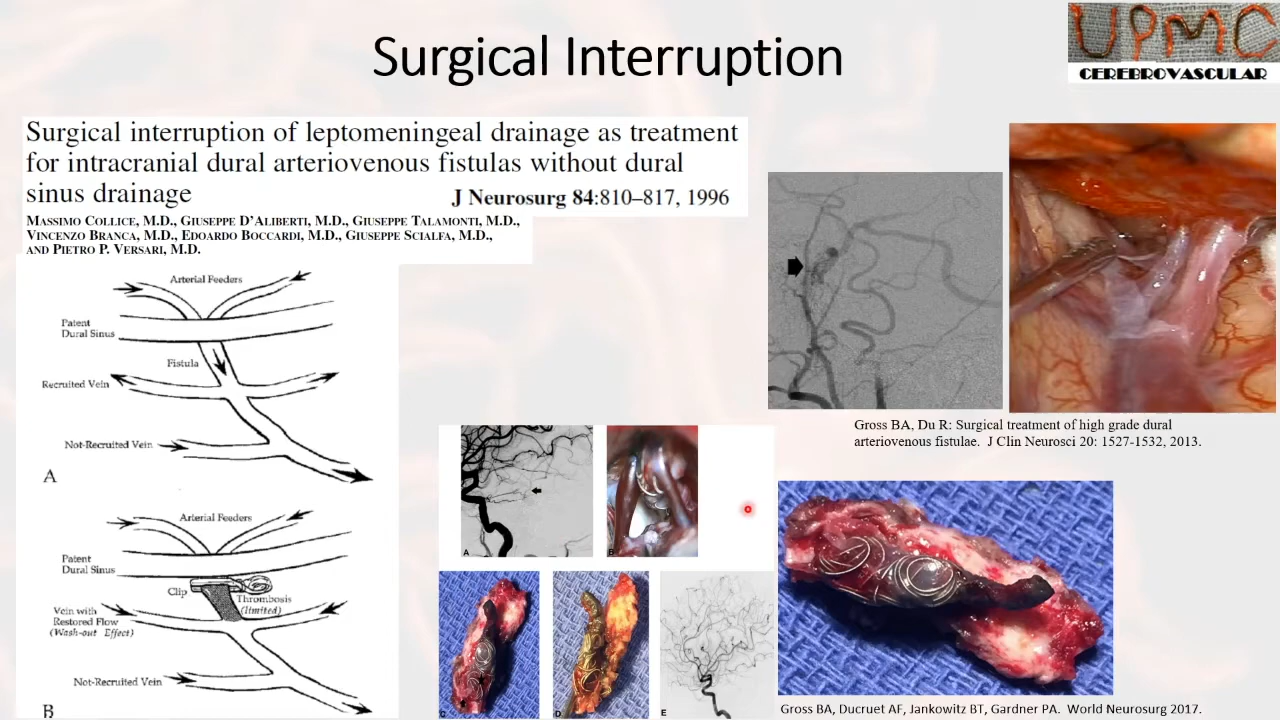 Surgical Interruption
UPMC
CEREBROVASCULAR
Surgical interruption of leptomeningeal drainage as treatment
for intracranial dural arteriovenous fistulas without dural
sinus drainage
J Neurosurg 84:810–817, 1996
MASSIMO COLLICE, M.D., GIUSEPPE D'ALIBERTI, M.D., GIUSEPPE TALAMONTI, M.D.,
VINCENZO BRANCA, M.D., EDOARDO BOCCARDI, M.D., GIUSEPPE SCIALFA, M.D.,
AND PIETRO P. VERSARI, M.D.
Arterial Feeders
Patent
Dural Sinus
Fistula
Recruited Vein
Not-Recruited Vein
A
Arterial Feeders
Patent
Dural Sinus
Clip
Thrombosis
(limited)
Vein with
Restored Flow
(Wash-out Effect)
Not-Recruited Vein
B
A
B
C
D
E
Gross BA, Du R: Surgical treatment of high grade dural
arteriovenous fistulae. J Clin Neurosci 20: 1527-1532, 2013.
Gross BA, Ducruet AF, Jankowitz BT, Gardner PA. World Neurosurg 2017.